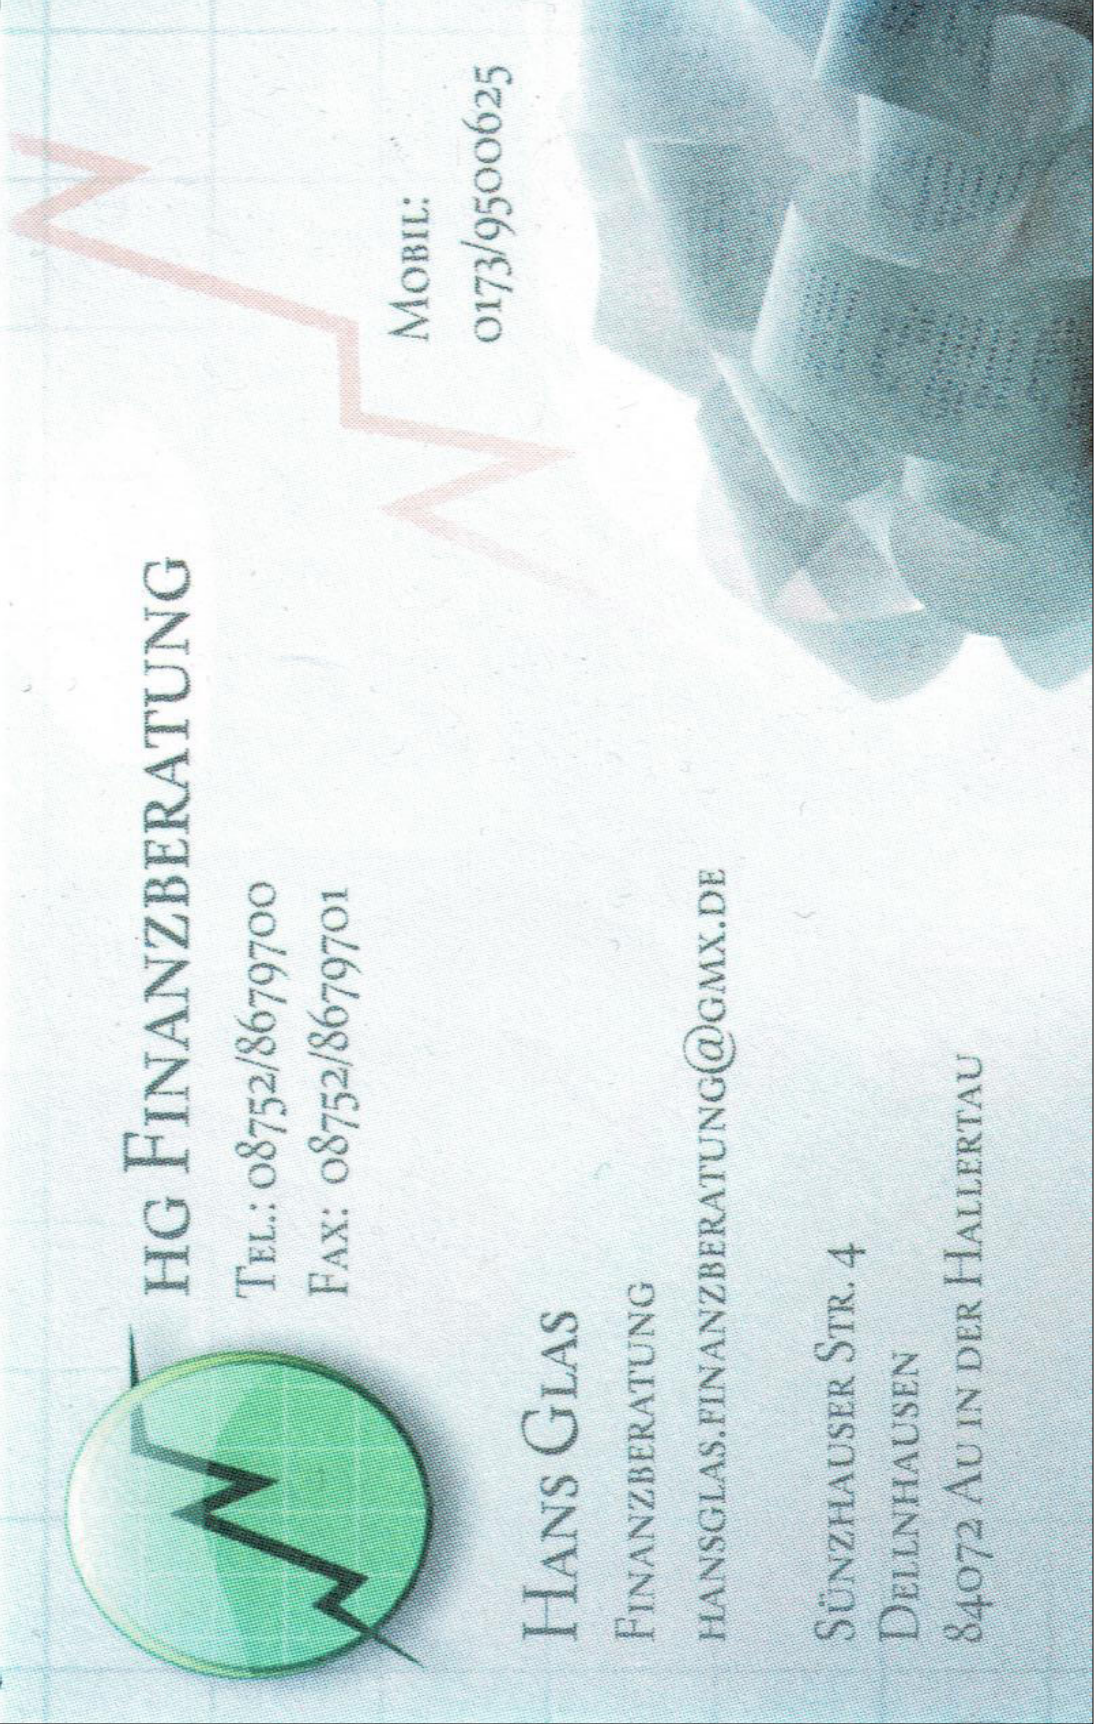 HG FINANZBERATUNG
TEL.: 08752/8679700
FAX: 08752/8679701
MOBIL:
0173/9500625
HANS GLAS
FINANZBERATUNG
HANSGLAS.FINANZBERATUNG@GMX.DE
SÜNZHAUSER STR. 4
DELLNHAUSEN
84072 AU IN DER HALLERTAU